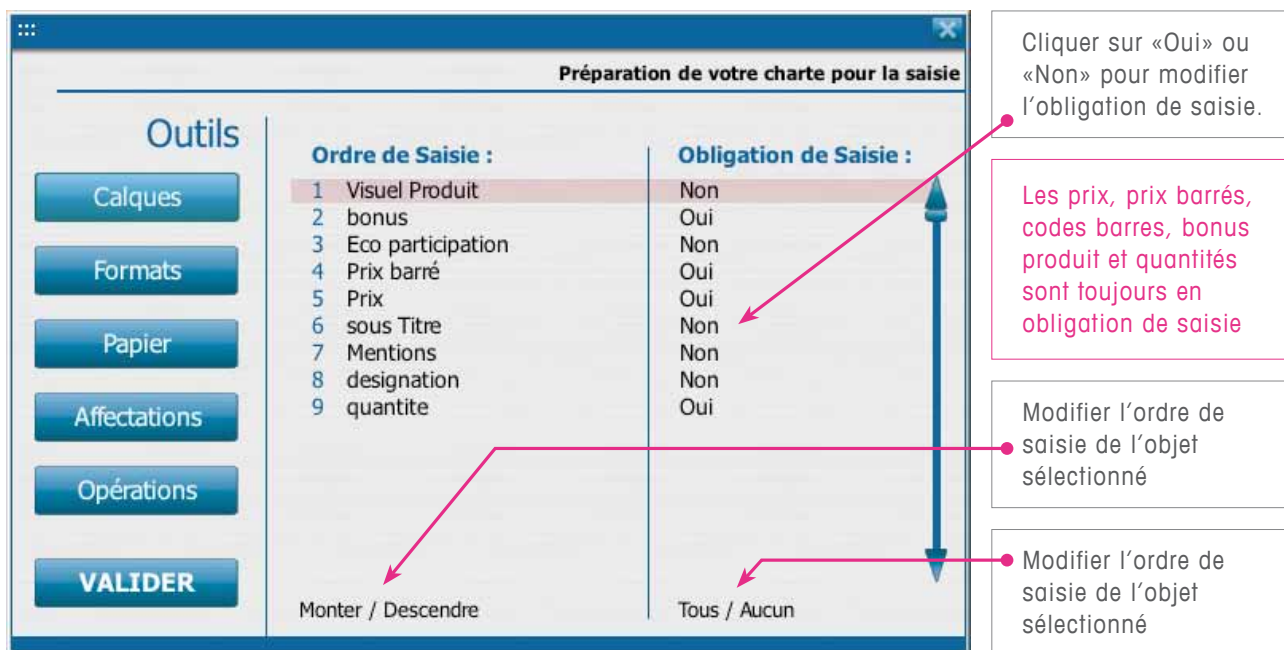 Préparation de votre charte pour la saisie
Outils
Calques
Formats
Papier
Affectations
Opérations
VALIDER
Ordre de Saisie : Obligation de Saisie :
1 Visuel Produit Non
2 bonus Oui
3 Eco participation Non
4 Prix barré Oui
5 Prix Oui
6 sous Titre Non
7 Mentions Non
8 designation Non
9 quantite Oui
Monter / Descendre Tous / Aucun
Cliquer sur «Oui» ou
«Non» pour modifier
l'obligation de saisie.
Les prix, prix barrés,
codes barres, bonus
produit et quantités
sont toujours en
obligation de saisie
Modifier l'ordre de
saisie de l'objet
sélectionné
Modifier l'ordre de
saisie de l'objet
sélectionné